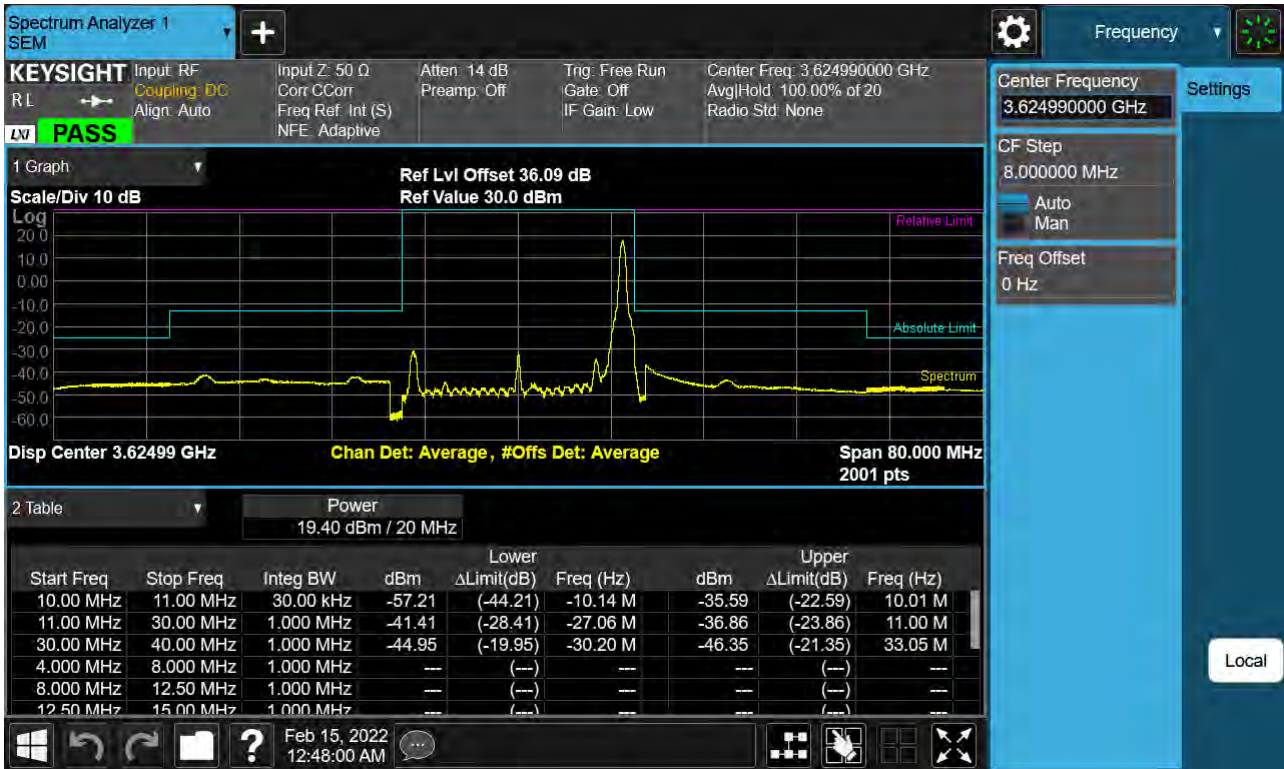 Spectrum Analyzer 1
SEM
Frequency
KEYSIGHT
R L
LXI
PASS
Input: RF
Coupling: DC
Align: Auto
Input Z: 50 Ω
Corr CCorr
Freq Ref: Int (S)
NFE: Adaptive
Atten: 14 dB
Preamp: Off
Trig: Free Run
Gate: Off
IF Gain: Low
Center Freq: 3.624990000 GHz
Avg|Hold: 100.00% of 20
Radio Std: None
Center Frequency
3.624990000 GHz
Settings
CF Step
8.000000 MHz
Auto
Man
Freq Offset
0 Hz
Local
1 Graph
Scale/Div 10 dB
Ref Lvl Offset 36.09 dB
Ref Value 30.0 dBm
Log
20.0
10.0
0.00
-10.0
-20.0
-30.0
-40.0
-50.0
-60.0
Relative Limit
Absolute Limit
Spectrum
Disp Center 3.62499 GHz
Chan Det: Average, #Offs Det: Average
Span 80.000 MHz
2001 pts
2 Table
Power
19.40 dBm / 20 MHz
Lower Upper
Start Freq Stop Freq Integ BW dBm ΔLimit(dB) Freq (Hz) dBm ΔLimit(dB) Freq (Hz)
10.00 MHz 11.00 MHz 30.00 kHz -57.21 (-44.21) -10.14 M -35.59 (-22.59) 10.01 M
11.00 MHz 30.00 MHz 1.000 MHz -41.41 (-28.41) -27.06 M -36.86 (-23.86) 11.00 M
30.00 MHz 40.00 MHz 1.000 MHz -44.95 (-19.95) -30.20 M -46.35 (-21.35) 33.05 M
4.000 MHz 8.000 MHz 1.000 MHz --- (---) --- --- (---) ---
8.000 MHz 12.50 MHz 1.000 MHz --- (---) --- --- (---) ---
12.50 MHz 15.00 MHz 1.000 MHz --- (---) --- --- (---) ---
Feb 15, 2022
12:48:00 AM